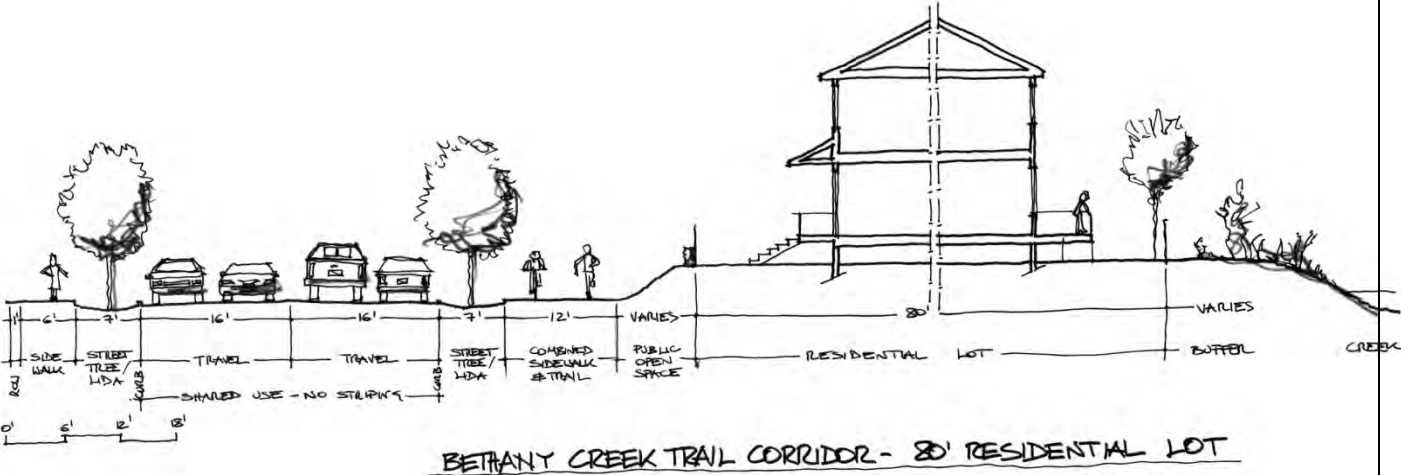 1' 6' 7' 16' 16' 7' 12' VARIES 80' VARIES
ROW
SIDE
WALK
STREET
TREE/
LIDA
CURB
TRAVEL
TRAVEL
CURB
SHARED USE - NO STRIPING
STREET
TREE/
LIDA
COMBINED
SIDEWALK
& TRAIL
PUBLIC
OPEN
SPACE
RESIDENTIAL LOT
BUFFER
CREEK
0' 6' 12' 18'
BETHANY CREEK TRAIL CORRIDOR - 80' RESIDENTIAL LOT